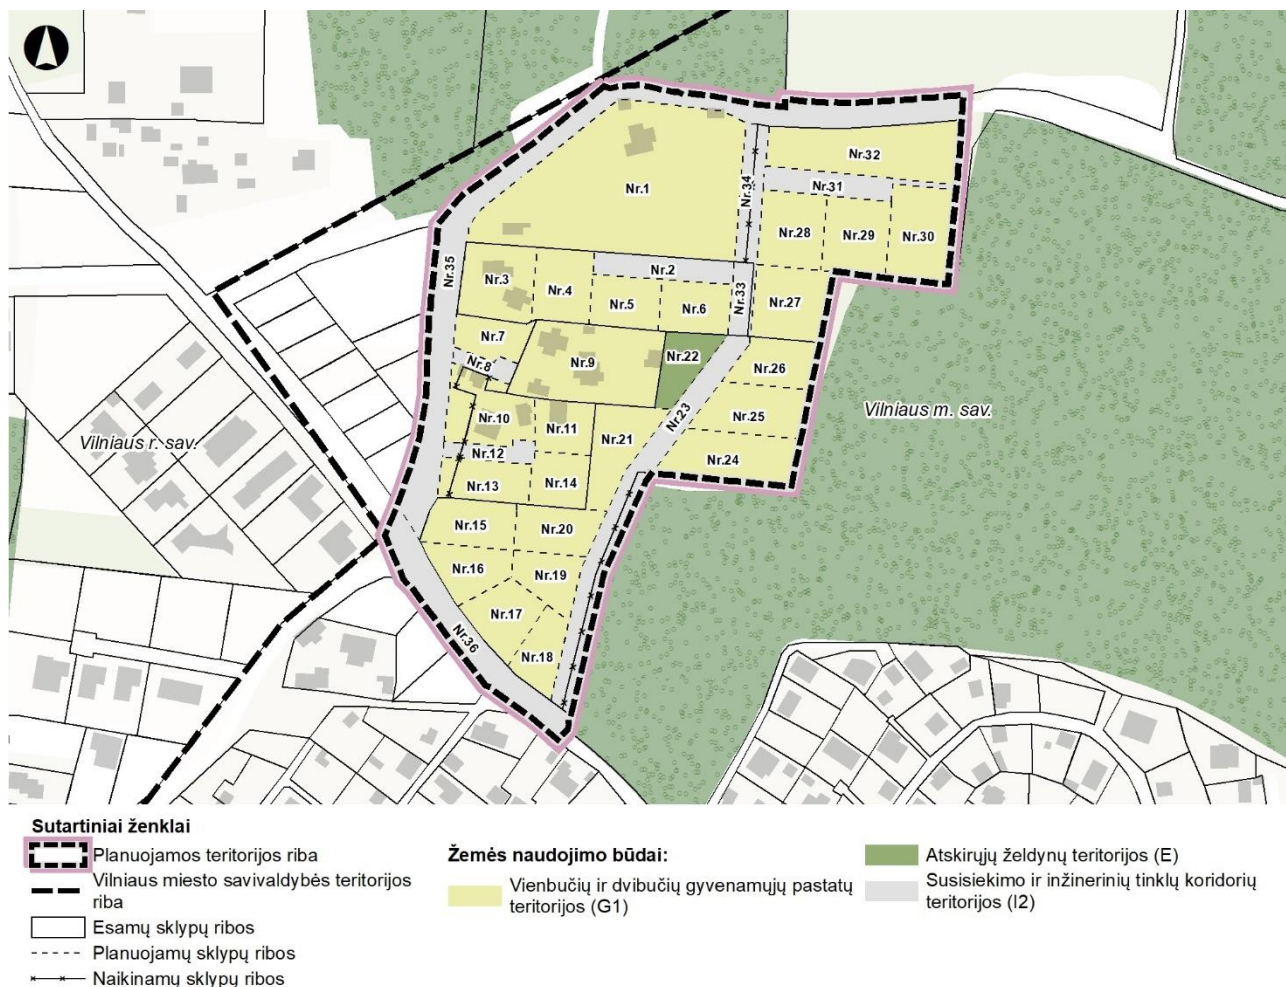 Nr.32
Nr.1
Nr.34
Nr.31
Nr.28
Nr.29
Nr.30
Nr.35
Nr.3
Nr.4
Nr.2
Nr.5
Nr.6
Nr.33
Nr.27
Nr.7
Nr.8
Nr.9
Nr.22
Nr.26
Nr.10
Nr.11
Nr.21
Nr.23
Nr.25
Vilniaus r. sav.
Vilniaus m. sav.
Nr.12
Nr.24
Nr.13
Nr.14
Nr.15
Nr.20
Nr.16
Nr.19
Nr.17
Nr.36
Nr.18
Sutartiniai ženklai
Planuojamos teritorijos riba
Vilniaus miesto savivaldybės teritorijos
riba
Esamų sklypų ribos
Planuojamų sklypų ribos
Naikinamų sklypų ribos
Žemės naudojimo būdai:
Vienbučių ir dvibučių gyvenamųjų pastatų
teritorijos (G1)
Atskirųjų želdynų teritorijos (E)
Susisiekimo ir inžinerinių tinklų koridorių
teritorijos (I2)